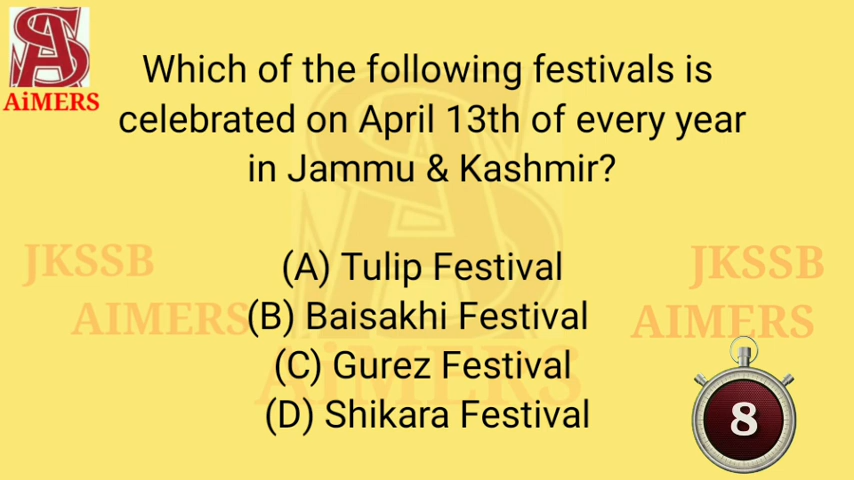 AiMERS
Which of the following festivals is
celebrated on April 13th of every year
in Jammu & Kashmir?
JKSSB
AIMERS
JKSSB
AIMERS
(A) Tulip Festival
(B) Baisakhi Festival
(C) Gurez Festival
(D) Shikara Festival
AiMERS
8